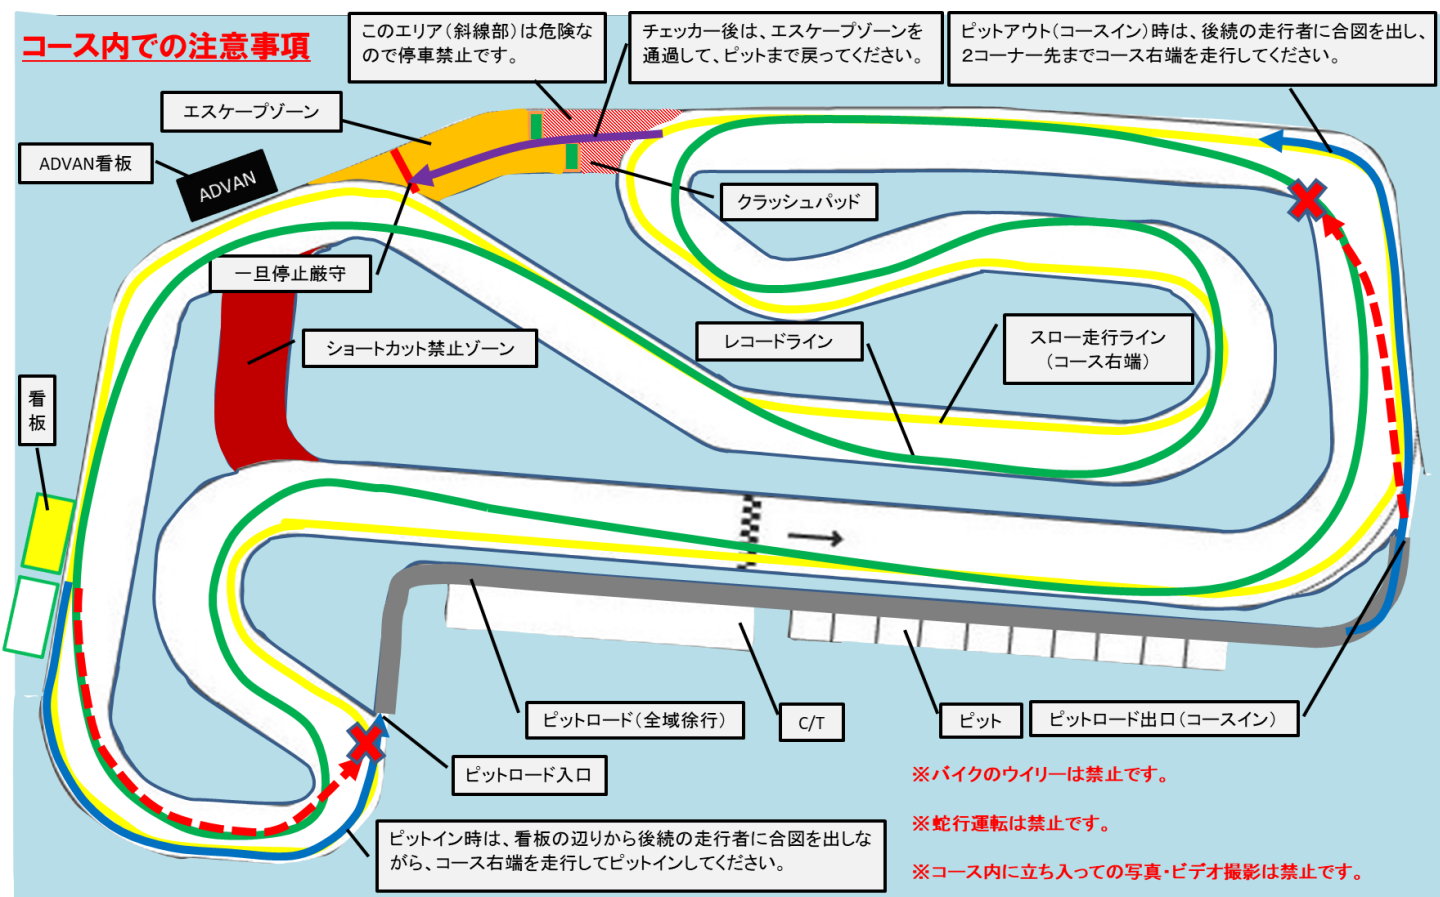 コース内での注意事項
このエリア（斜線部）は危険な
ので停車禁止です。
チェッカー後は、エスケープゾーンを
通過して、ピットまで戻ってください。
ピットアウト（コースイン）時は、後続の走行者に合図を出し、
2コーナー先までコース右端を走行してください。
エスケープゾーン
ADVAN看板
ADVAN
クラッシュパッド
一旦停止厳守
ショートカット禁止ゾーン
レコードライン
スロー走行ライン
（コース右端）
看
板
ピットロード（全域徐行）
C/T
ピット
ピットロード出口（コースイン）
ピットロード入口
※バイクのウイリーは禁止です。
※蛇行運転は禁止です。
※コース内に立ち入っての写真・ビデオ撮影は禁止です。
ピットイン時は、看板の辺りから後続の走行者に合図を出しな
がら、コース右端を走行してピットインしてください。